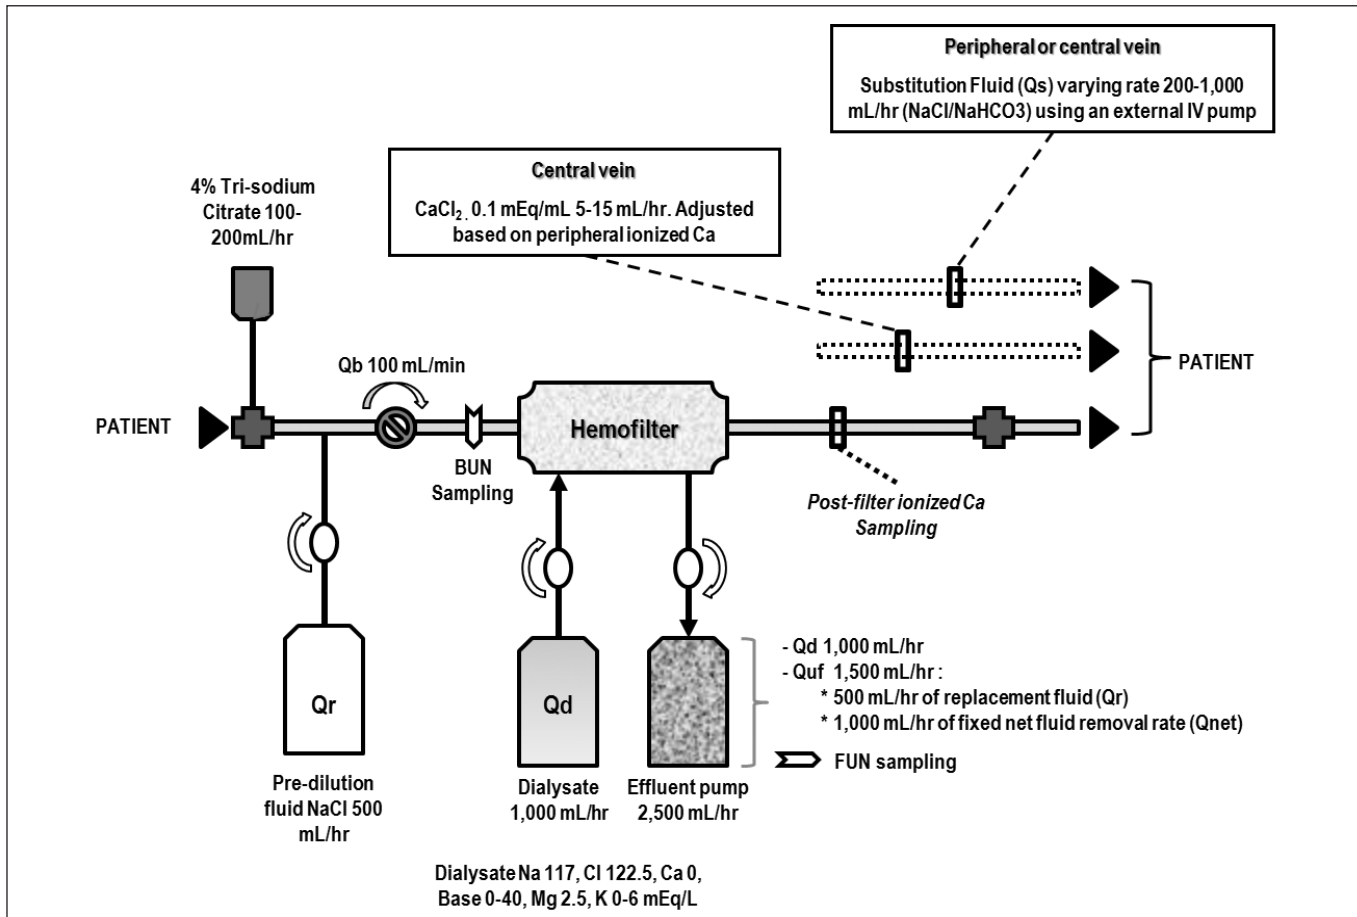 Peripheral or central vein
Substitution Fluid (Qs) varying rate 200-1,000
mL/hr (NaCl/NaHCO3) using an external IV pump
Central vein
CaCl2 . 0.1 mEq/mL 5-15 mL/hr. Adjusted
based on peripheral ionized Ca
4% Tri-sodium
Citrate 100-
200mL/hr
Qb 100 mL/min
PATIENT
PATIENT
Hemofilter
BUN
Sampling
Post-filter ionized Ca
Sampling
Qr
Qd
- Qd 1,000 mL/hr
- Quf 1,500 mL/hr :
* 500 mL/hr of replacement fluid (Qr)
* 1,000 mL/hr of fixed net fluid removal rate (Qnet)
FUN sampling
Pre-dilution
fluid NaCl 500
mL/hr
Dialysate
1,000 mL/hr
Effluent pump
2,500 mL/hr
Dialysate Na 117, Cl 122.5, Ca 0,
Base 0-40, Mg 2.5, K 0-6 mEq/L